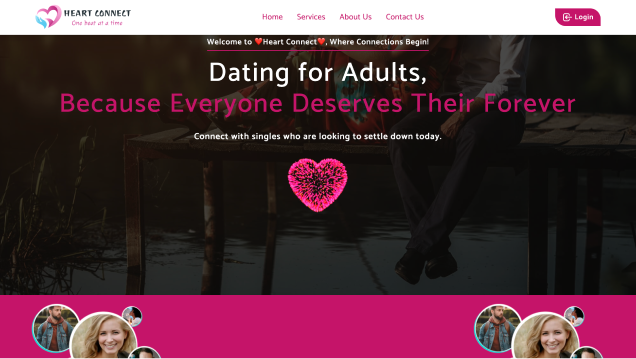 HEART CONNECT
One beat at a time
Home
Services
About Us
Contact Us
Login
Welcome to ❤️Heart Connect❤️, Where Connections Begin!
Dating for Adults,
Because Everyone Deserves Their Forever
Connect with singles who are looking to settle down today.